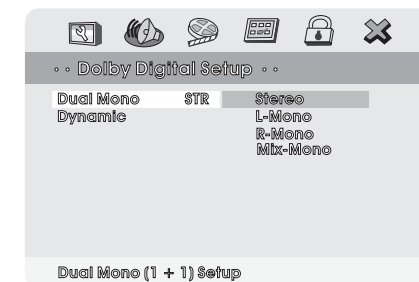 ·· Dolby Digital Setup ··
Dual Mono STR Stereo
Dynamic L-Mono
R-Mono
Mix-Mono
Dual Mono (1 + 1) Setup